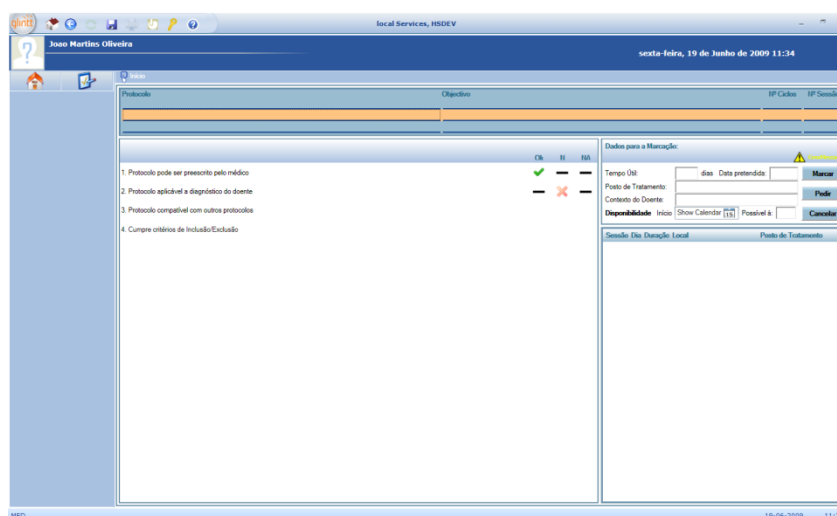 glintt
local Services, HSDEV
Joao Martins Oliveira
sexta-feira, 19 de Junho de 2009 11:34
Início
Protocolo Objectivo Nº Ciclos Nº Sessã
Ok N NA
1. Protocolo pode ser preescrito pelo médico
2. Protocolo aplicável a diagnóstico do doente
3. Protocolo compatível com outros protocolos
4. Cumpre critérios de Inclusão/Exclusão
Dados para a Marcação:
Tempo Útil: dias Data pretendida: Marcar
Posto de Tratamento: Pedir
Contexto do Doente:
Disponibilidade Início Show Calendar 15 Possível à: Cancelar
Sessão Dia Duração Local Posto de Tratamento
MED 19-06-2009